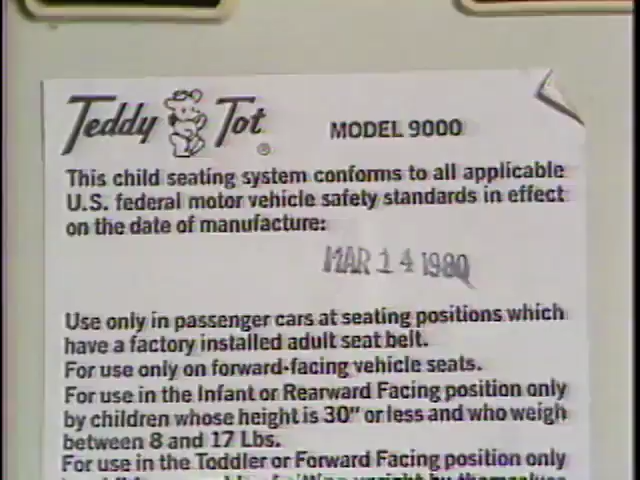 Teddy Tot ® MODEL 9000
This child seating system conforms to all applicable
U.S. federal motor vehicle safety standards in effect
on the date of manufacture:
MAR 14 1980
Use only in passenger cars at seating positions which
have a factory installed adult seat belt.
For use only on forward-facing vehicle seats.
For use in the Infant or Rearward Facing position only
by children whose height is 30" or less and who weigh
between 8 and 17 Lbs.
For use in the Toddler or Forward Facing position only